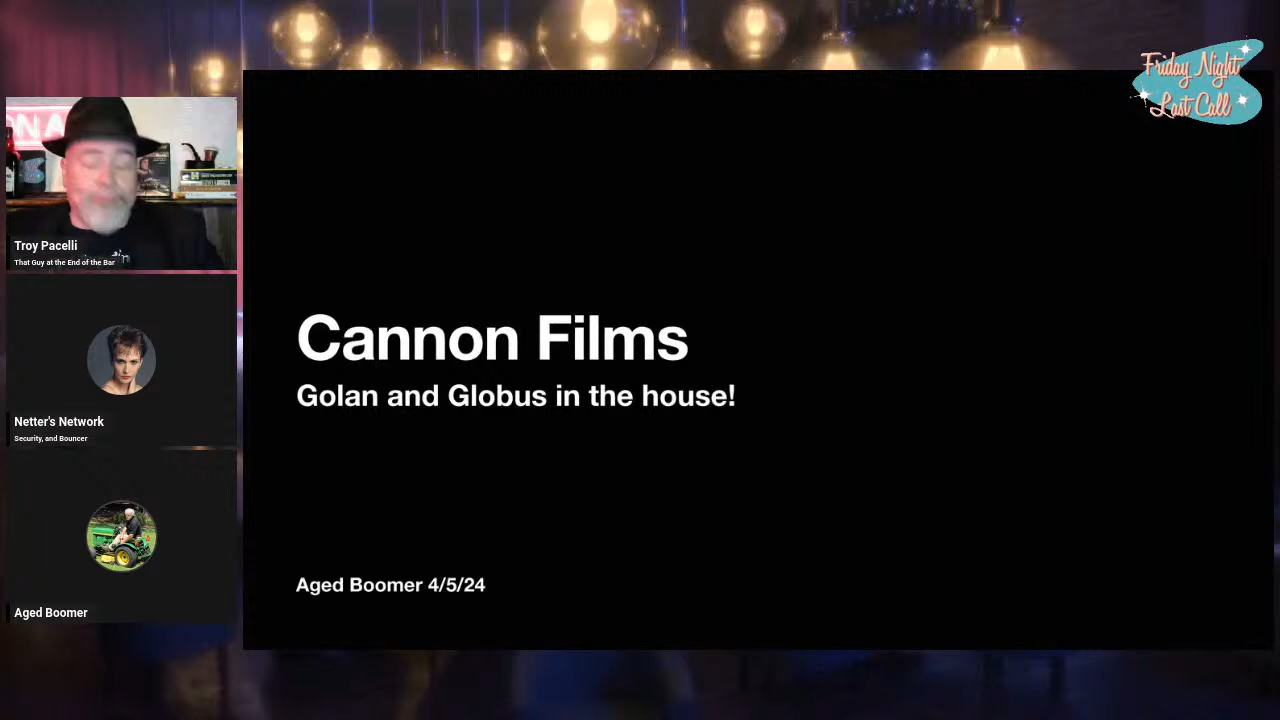 Friday Night
Last Call
NA
Troy Pacelli
That Guy at the End of the Bar
Netter's Network
Security, and Bouncer
Aged Boomer
Cannon Films
Golan and Globus in the house!
Aged Boomer 4/5/24